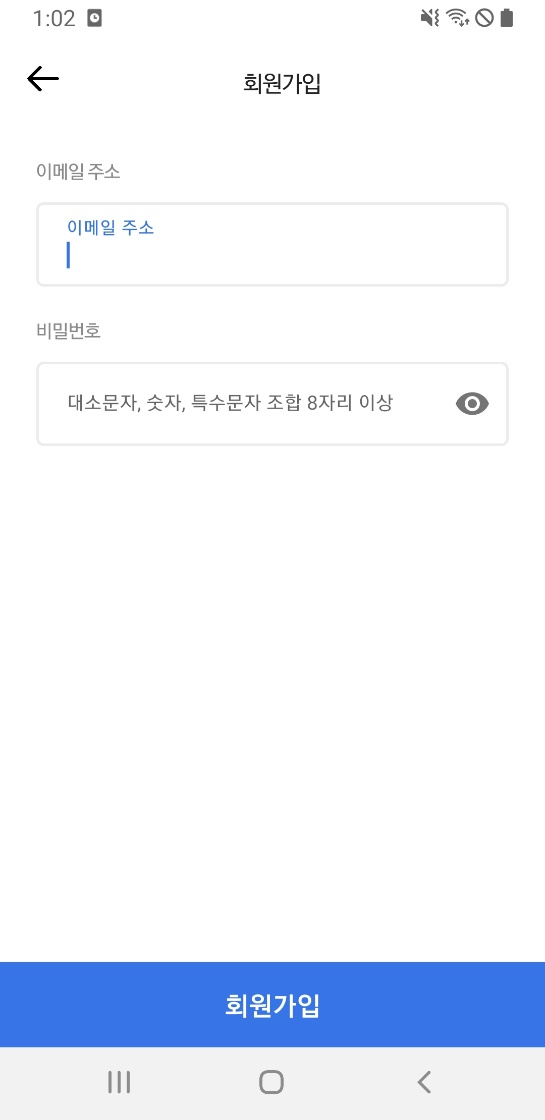 1:02
회원가입
이메일 주소
이메일 주소
비밀번호
대소문자, 숫자, 특수문자 조합 8자리 이상
회원가입